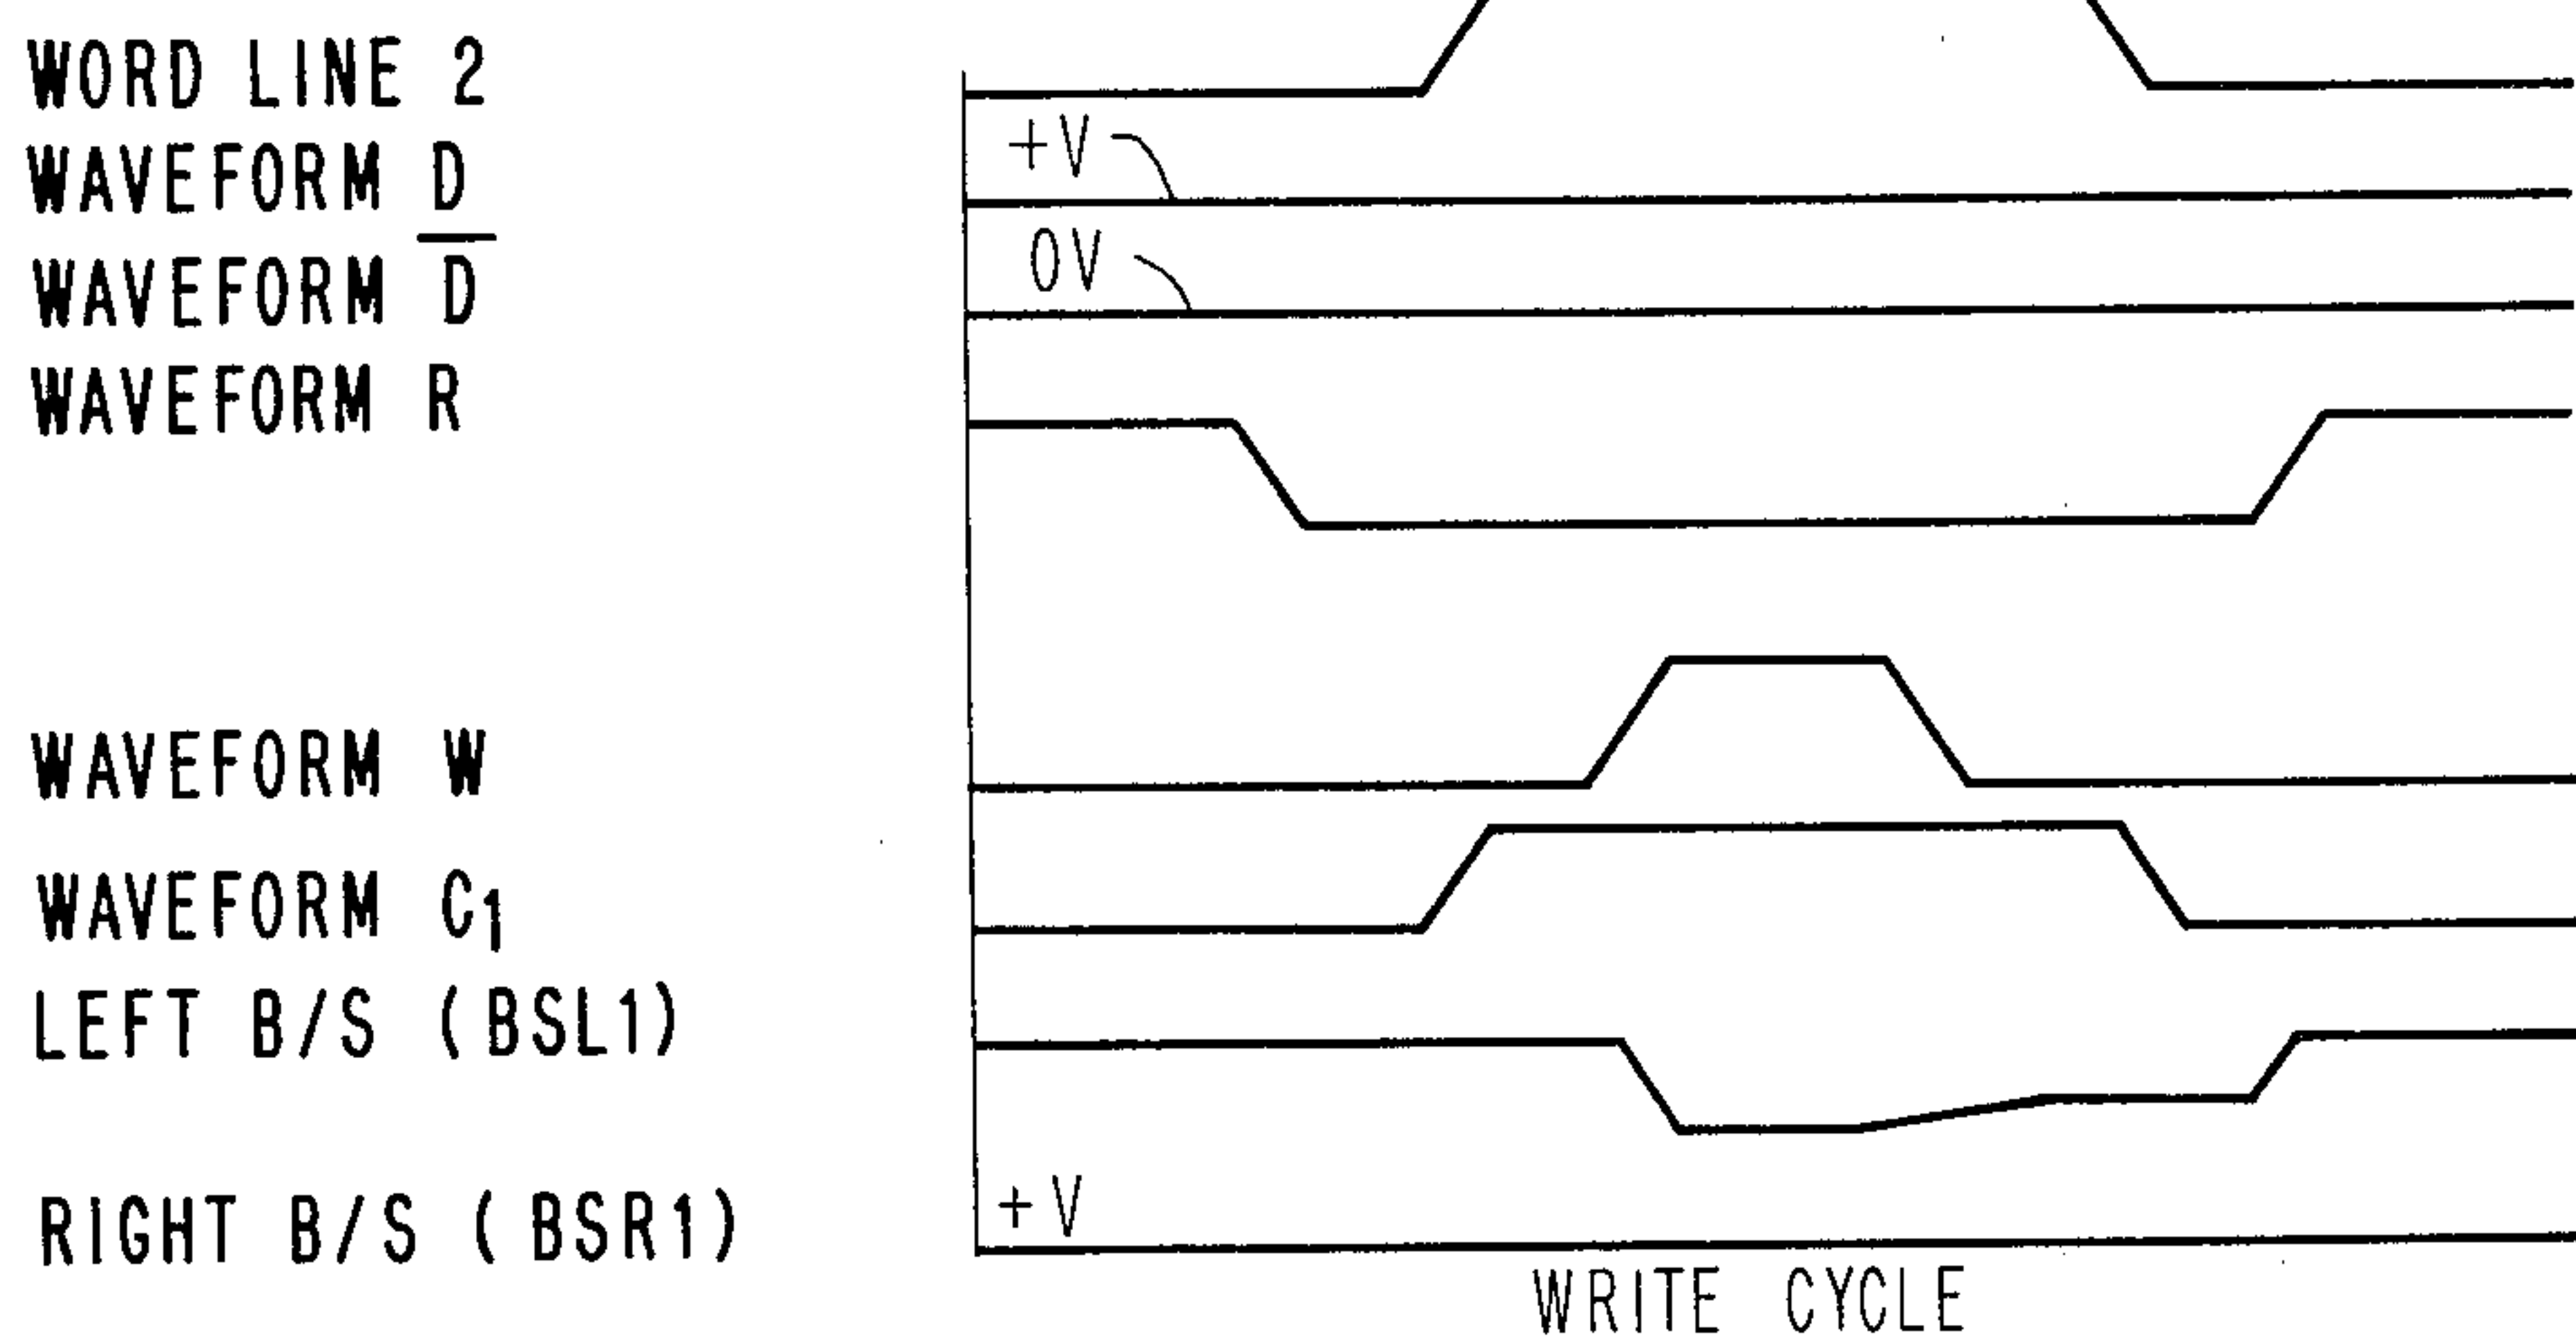 WORD LINE 2
+V
WAVEFORM D
0V
WAVEFORM D̅
WAVEFORM R
WAVEFORM W
WAVEFORM C₁
LEFT B/S (BSL1)
+V
RIGHT B/S (BSR1)
WRITE CYCLE